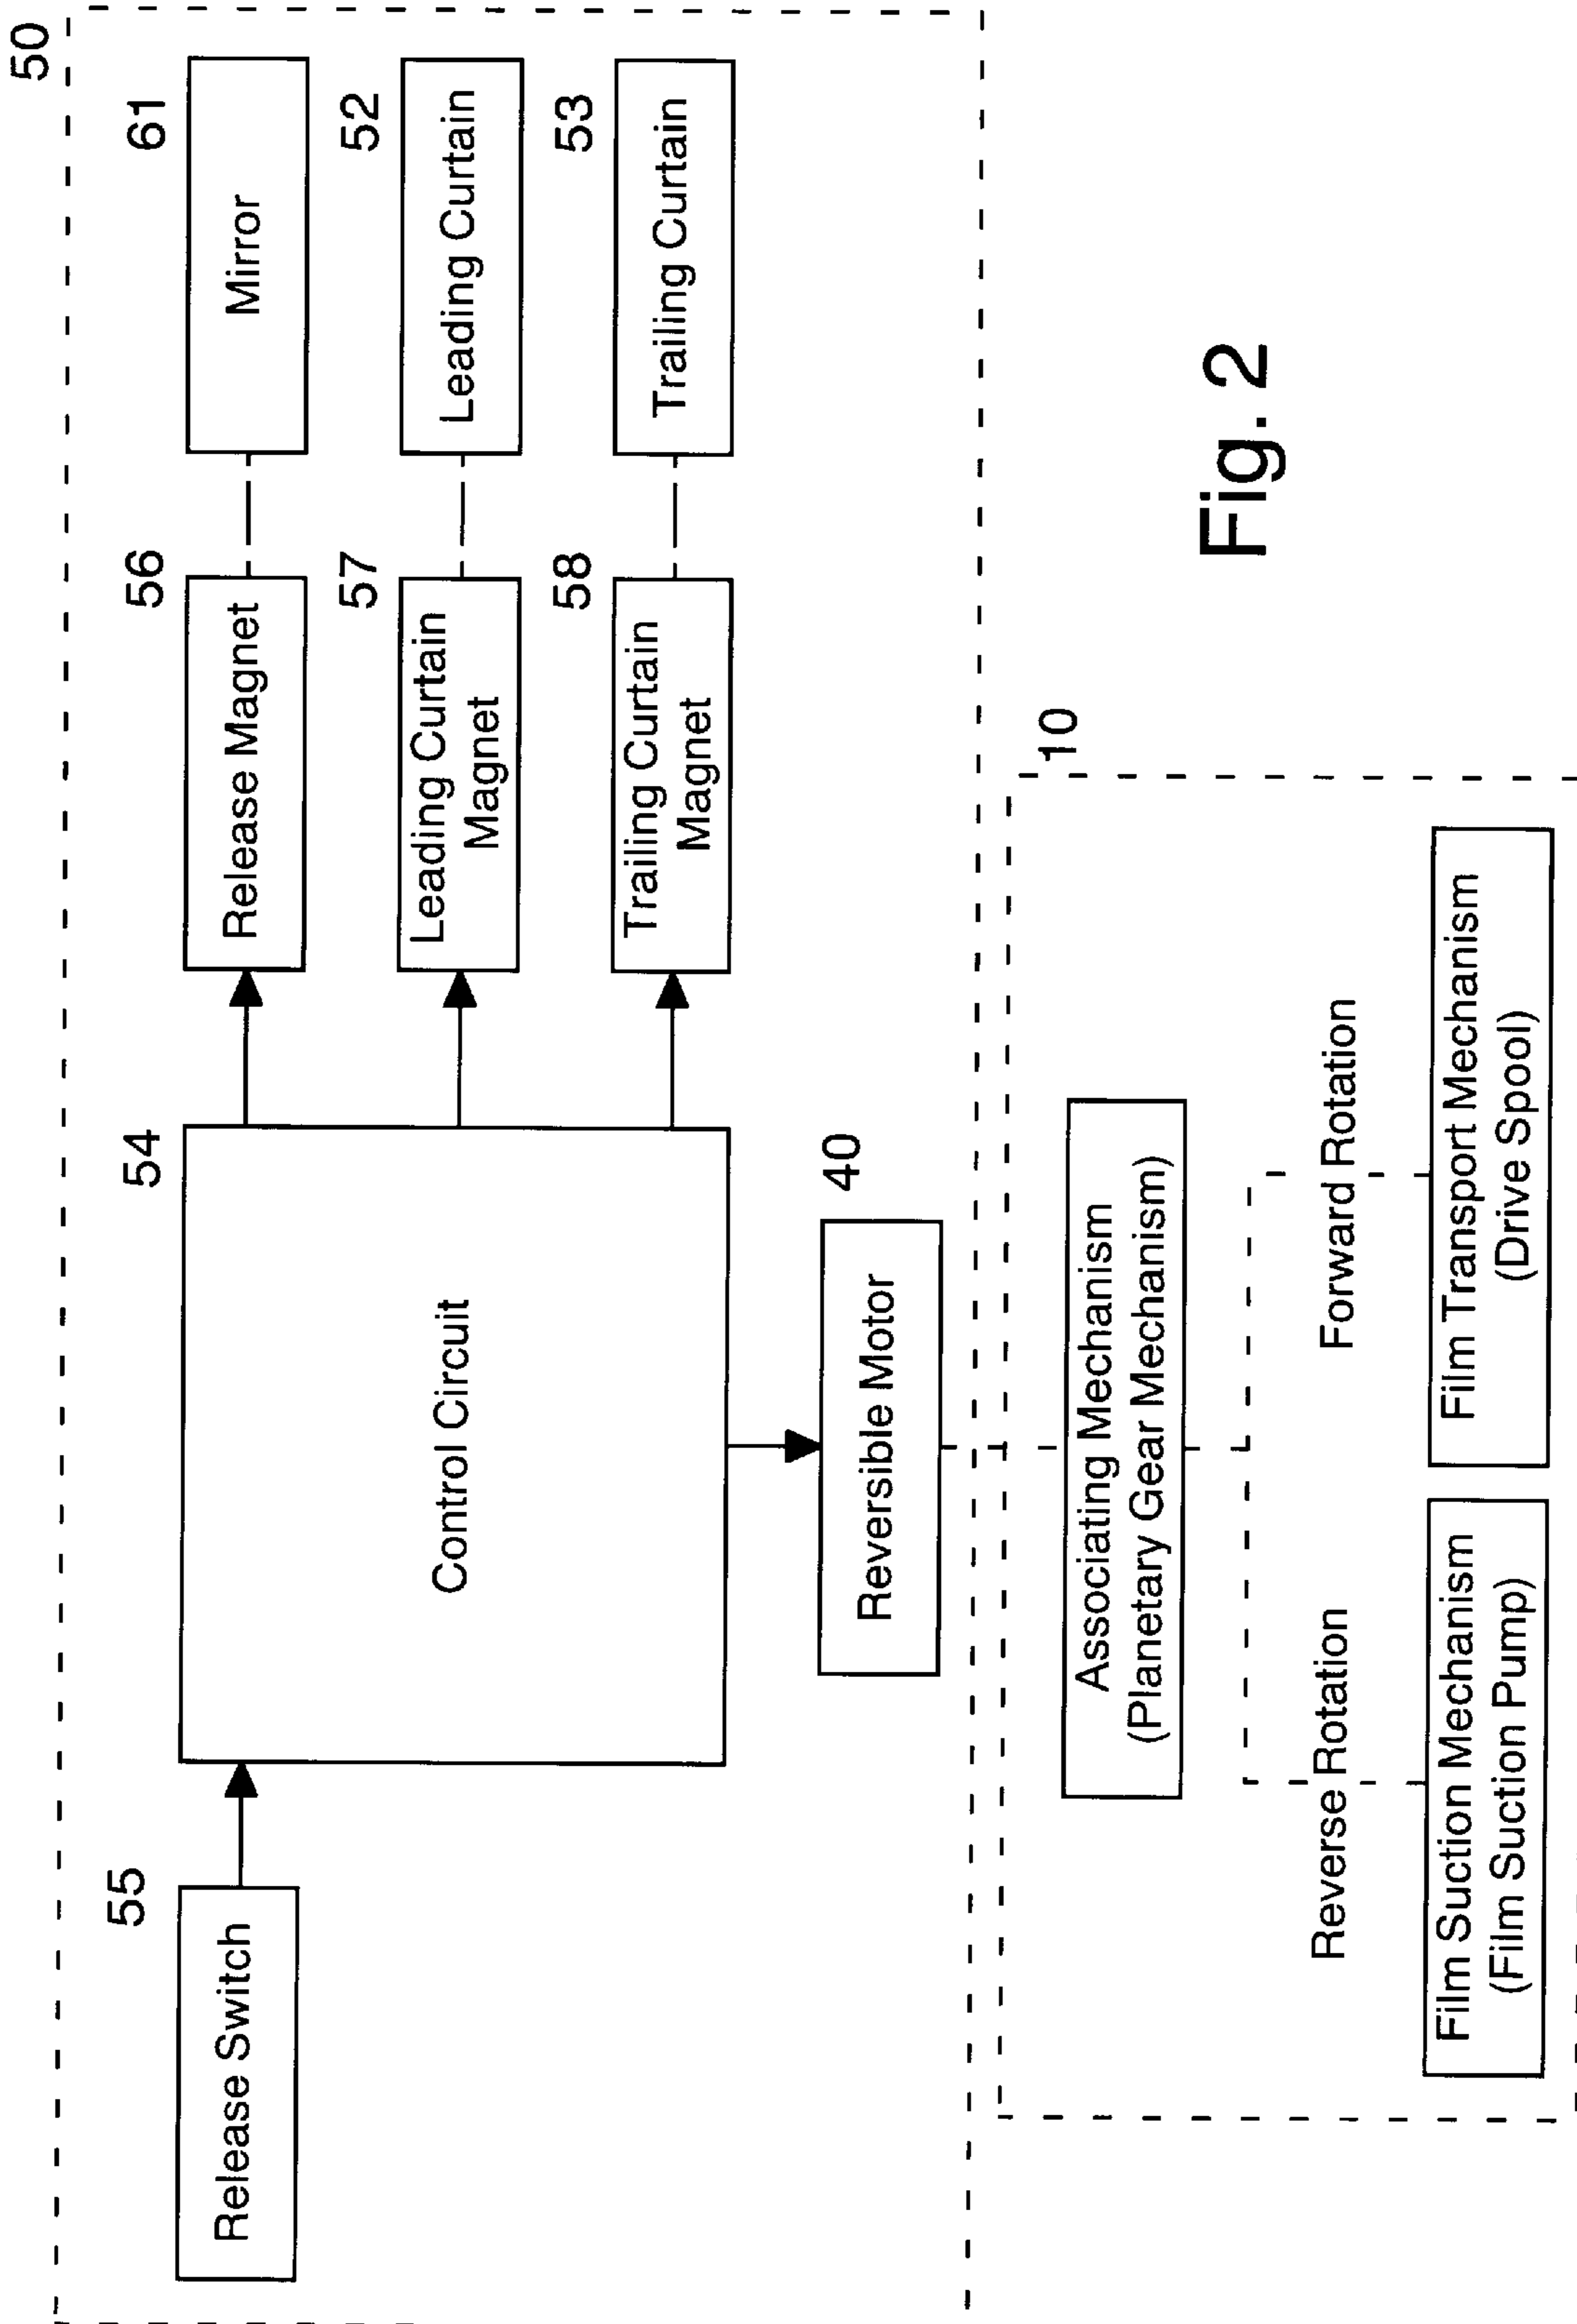 50
55
Release Switch
54
Control Circuit
56
Release Magnet
61
Mirror
57
Leading Curtain
Magnet
52
Leading Curtain
58
Trailing Curtain
Magnet
53
Trailing Curtain
40
Reversible Motor
10
Associating Mechanism
(Planetary Gear Mechanism)
Reverse Rotation
Forward Rotation
Film Suction Mechanism
(Film Suction Pump)
Film Transport Mechanism
(Drive Spool)
Fig. 2